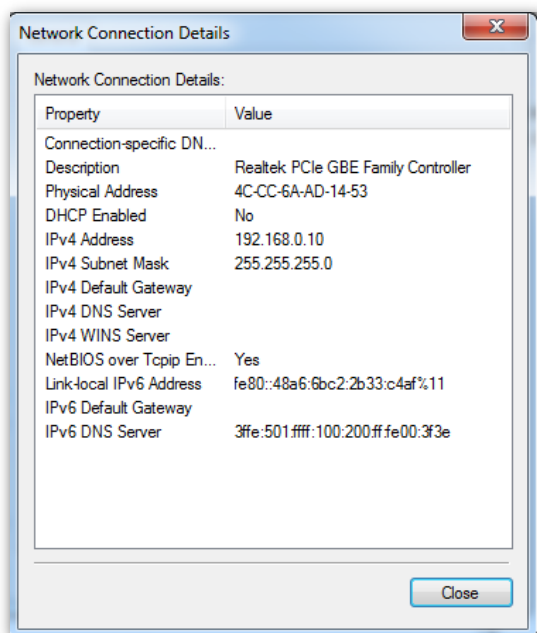 Network Connection Details
Network Connection Details:
Property Value
Connection-specific DN...
Description Realtek PCIe GBE Family Controller
Physical Address 4C-CC-6A-AD-14-53
DHCP Enabled No
IPv4 Address 192.168.0.10
IPv4 Subnet Mask 255.255.255.0
IPv4 Default Gateway
IPv4 DNS Server
IPv4 WINS Server
NetBIOS over Tcpip En... Yes
Link-local IPv6 Address fe80::48a6:6bc2:2b33:c4af%11
IPv6 Default Gateway
IPv6 DNS Server 3ffe:501:ffff:100:200:ff:fe00:3f3e
Close